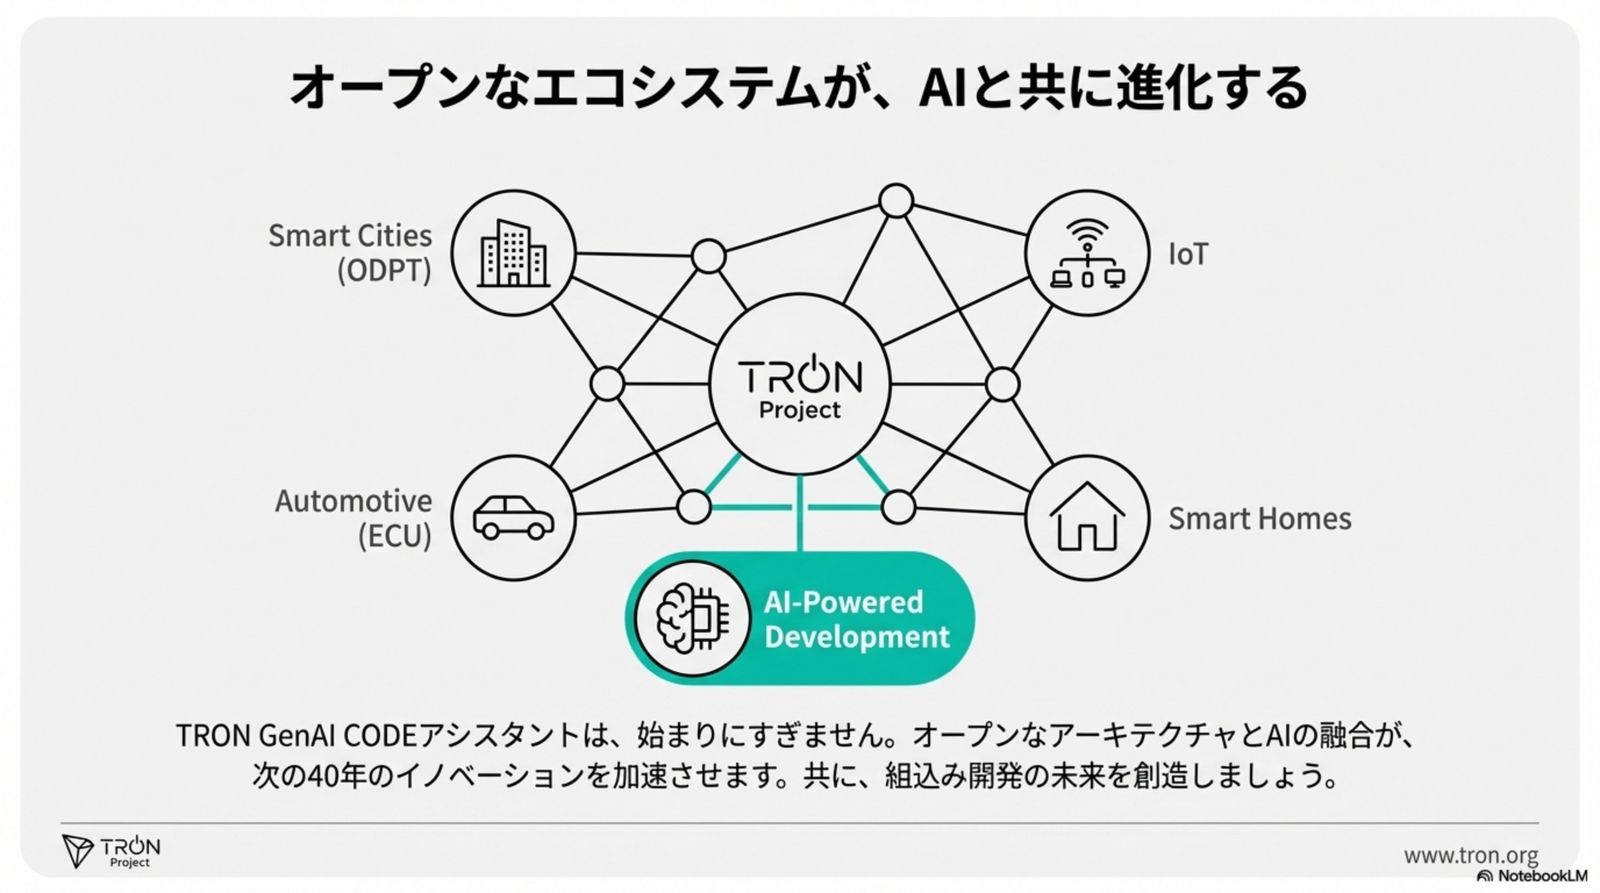 オープンなエコシステムが、AIと共に進化する
Smart Cities
(ODPT)
IoT
TRON
Project
Automotive
(ECU)
Smart Homes
AI-Powered
Development
TRON GenAI CODEアシスタントは、始まりにすぎません。オープンなアーキテクチャとAIの融合が、
次の40年のイノベーションを加速させます。共に、組込み開発の未来を創造しましょう。
TRON
Project
www.tron.org
NotebookLM